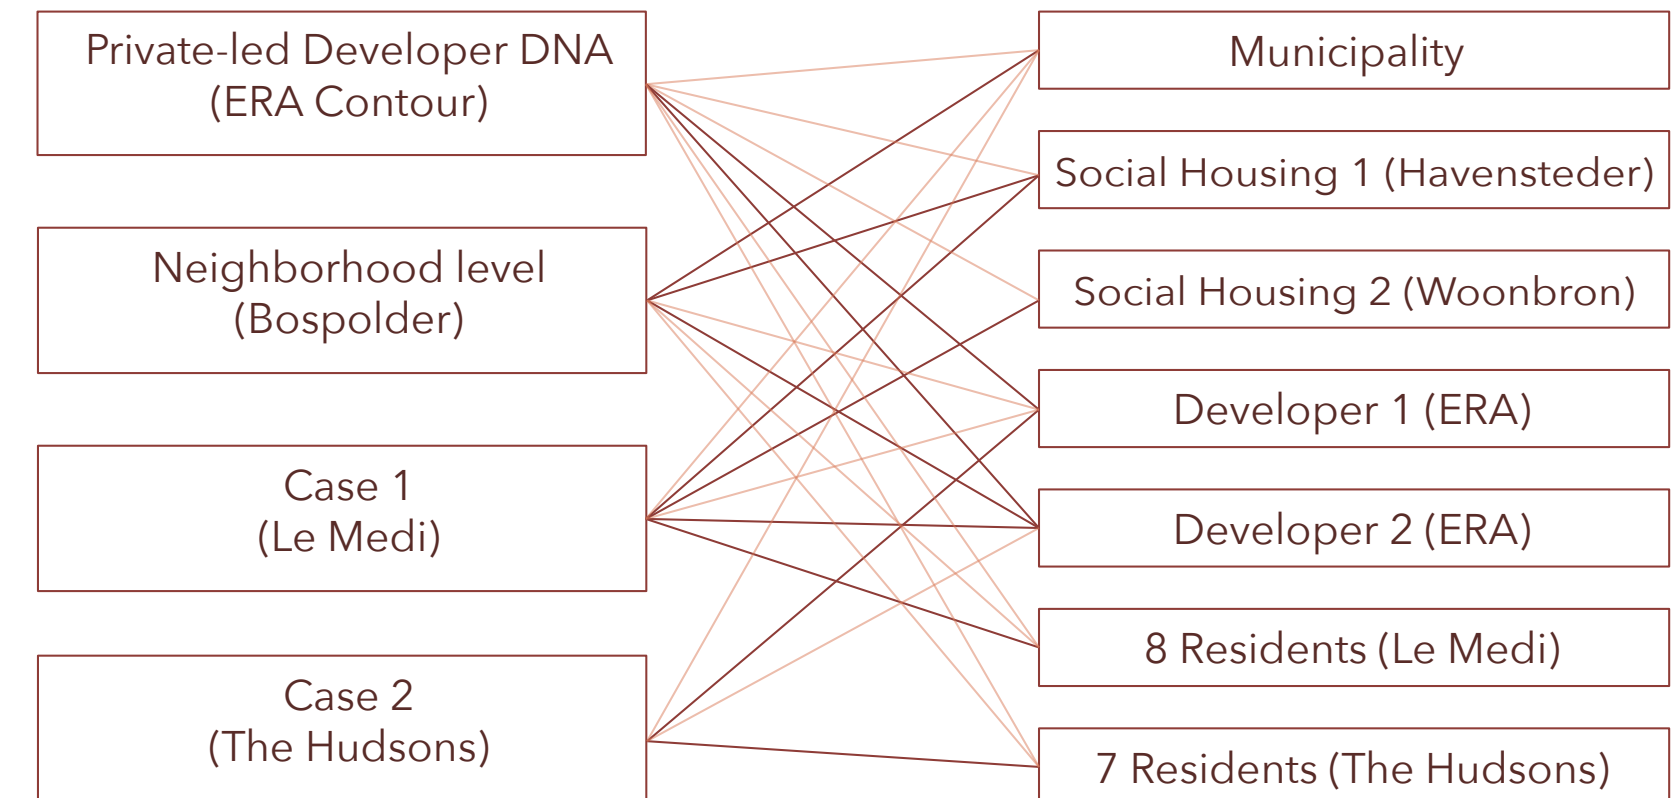 Private-led Developer DNA
(ERA Contour)
Neighborhood level
(Bospolder)
Case 1
(Le Medi)
Case 2
(The Hudsons)
Municipality
Social Housing 1 (Havensteder)
Social Housing 2 (Woonbron)
Developer 1 (ERA)
Developer 2 (ERA)
8 Residents (Le Medi)
7 Residents (The Hudsons)